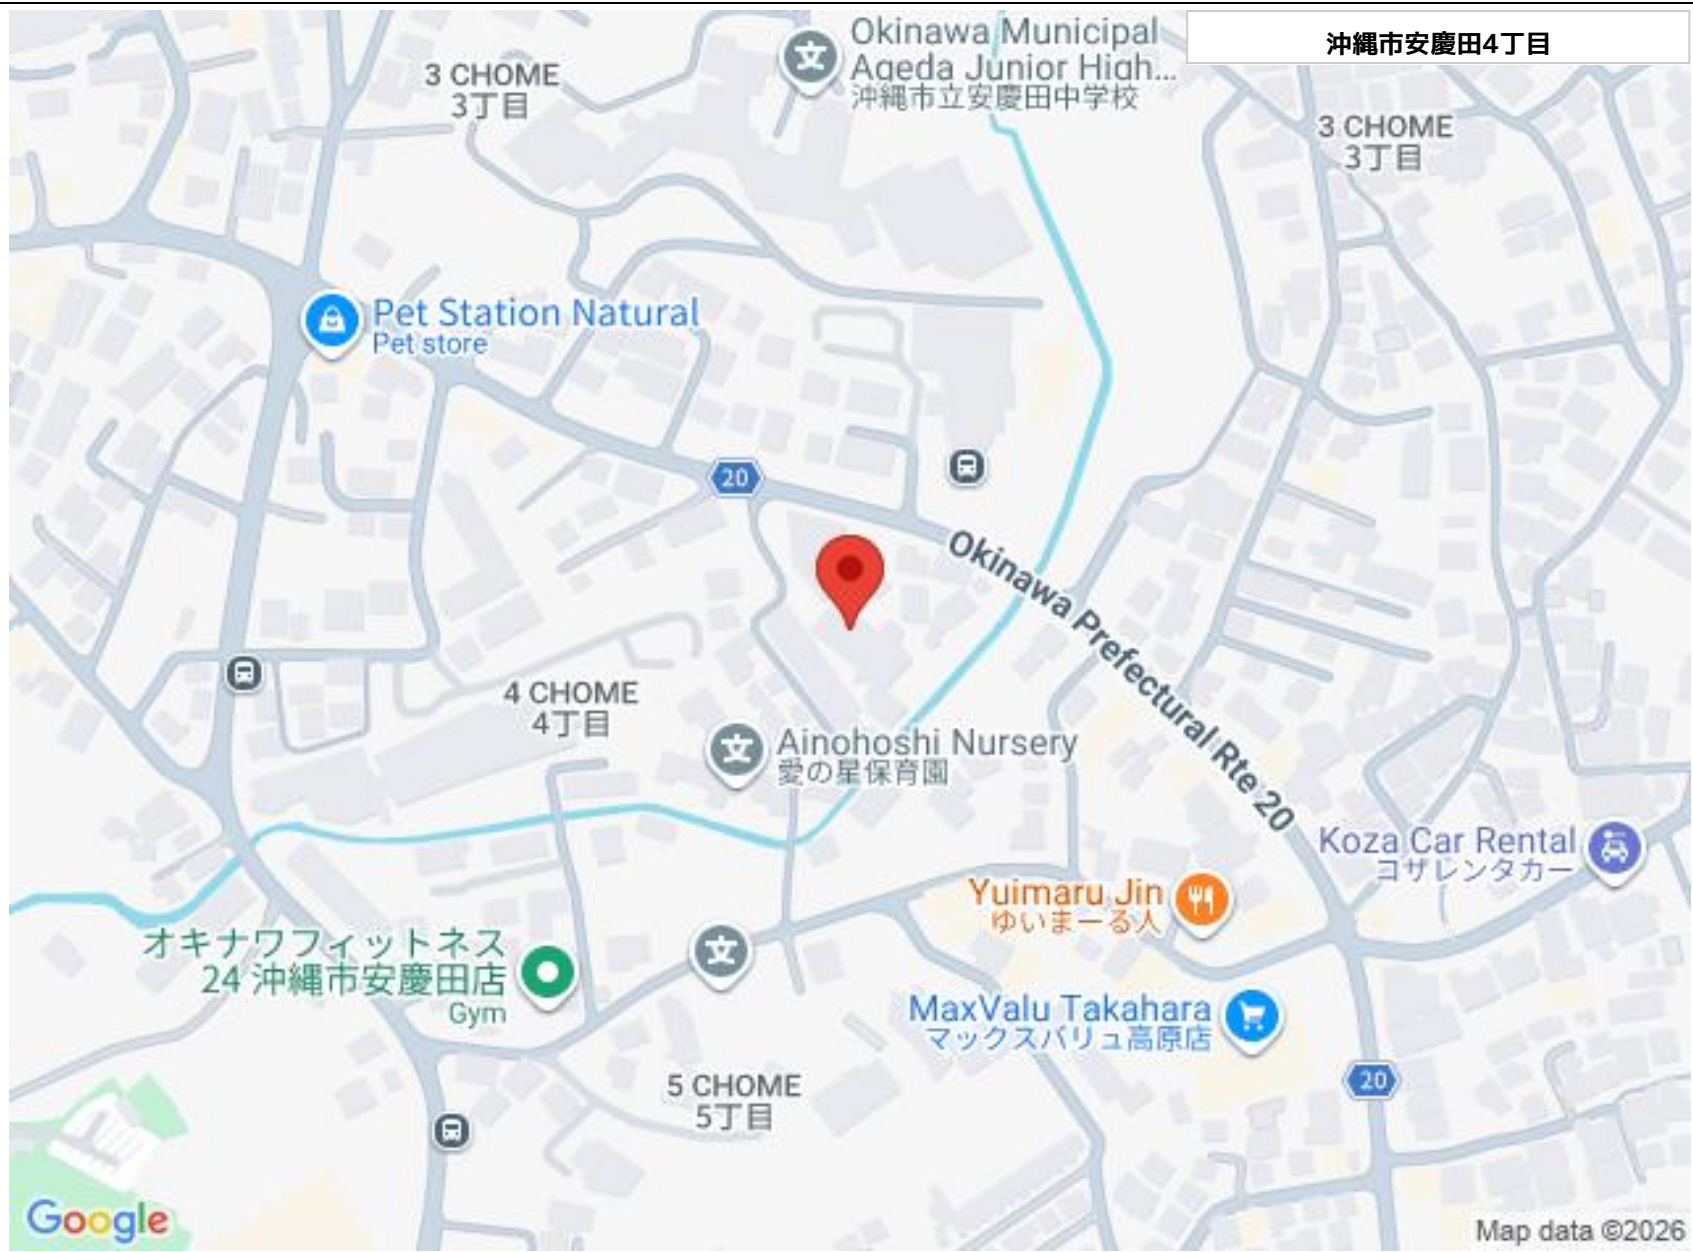 沖縄市安慶田4丁目
Okinawa Municipal
Ageda Junior High...
沖縄市立安慶田中学校
3 CHOME
3丁目
3 CHOME
3丁目
文
Pet Station Natural
Pet store
20
Okinawa Prefectural Rte 20
4 CHOME
4丁目
文
Ainohoshi Nursery
愛の星保育園
Koza Car Rental
コザレンタカー
Yuimaru Jin
ゆいまーる人
オキナワフィットネス
24 沖縄市安慶田店
Gym
文
MaxValu Takahara
マックスバリュ高原店
20
5 CHOME
5丁目
Google
Map data ©2026